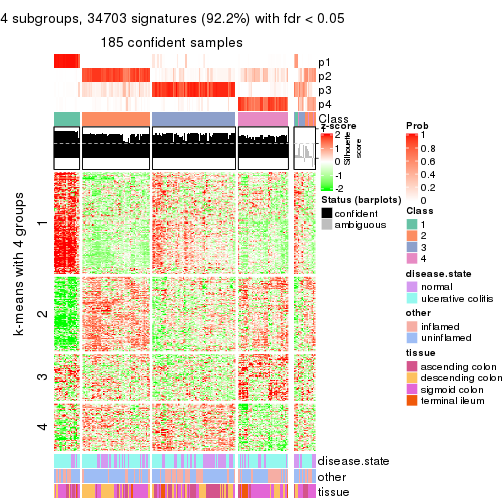 4 subgroups, 34703 signatures (92.2%) with fdr < 0.05
185 confident samples
p1
p2
p3
p4
Class
k-means with 4 groups
1
2
3
4
disease.state
other
tissue
z-score
2
1
0
-1
-2
Silhouette
score
Status (barplots)
confident
ambiguous
Prob
1
0.8
0.6
0.4
0.2
0
Class
1
2
3
4
disease.state
normal
ulcerative colitis
other
inflamed
uninflamed
tissue
ascending colon
descending colon
sigmoid colon
terminal ileum